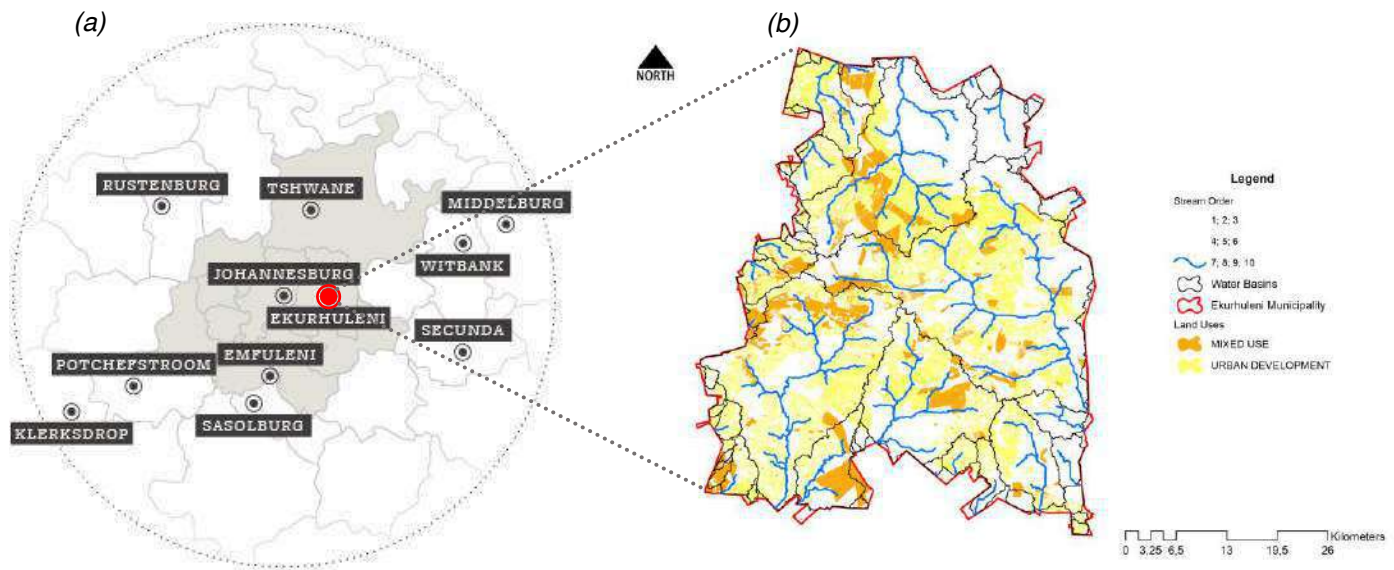 (a)
(b)
NORTH
RUSTENBURG
TSHWANE
MIDDELBURG
WITBANK
JOHANNESBURG
EKURHULENI
SECUNDA
POTCHEFSTROOM
EMFULENI
KLERKSDROP
SASOLBURG
Legend
Stream Order
1; 2; 3
4; 5; 6
7, 8, 9, 10
Water Basins
Ekurhuleni Municipality
Land Uses
MIXED USE
URBAN DEVELOPMENT
Kilometers
0 3,25 6,5 13 19,5 26